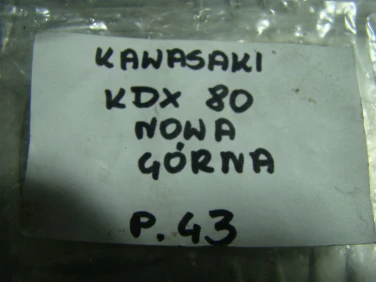 KAWASAKI
KDX 80
NOWA
GÓRNA
P.43